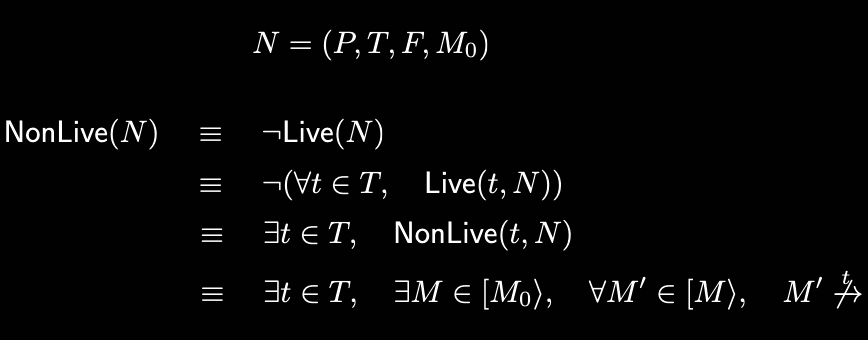 N = (P, T, F, M₀)
NonLive(N) ≡ ¬Live(N)
≡ ¬(∀t ∈ T, Live(t, N))
≡ ∃t ∈ T, NonLive(t, N)
≡ ∃t ∈ T, ∃M ∈ [M₀⟩, ∀M′ ∈ [M⟩, M′ ↛ᵗ